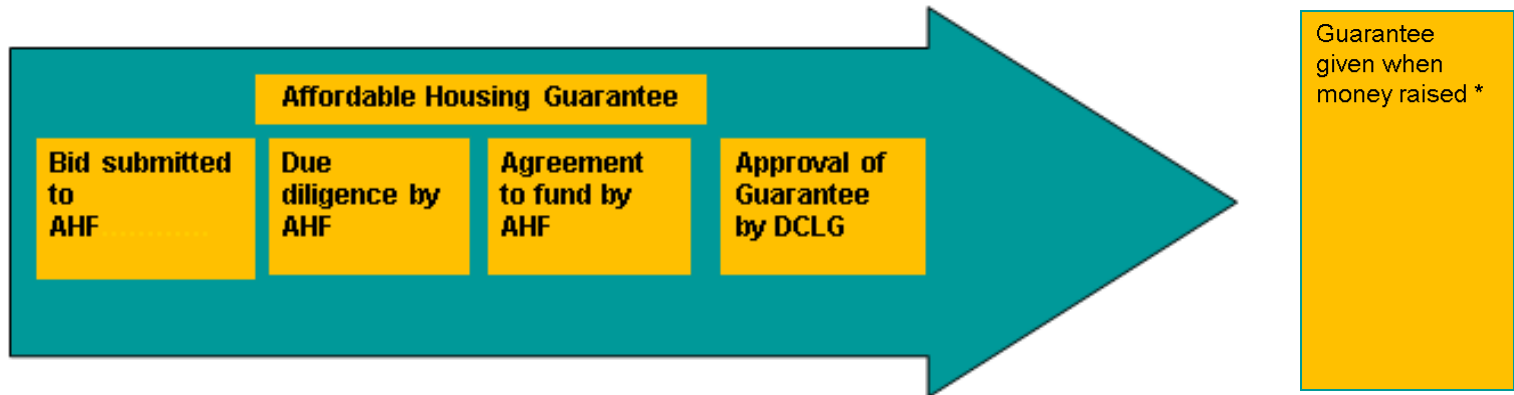 Affordable Housing Guarantee
Bid submitted
to
AHF............
Due
diligence by
AHF
Agreement
to fund by
AHF
Approval of
Guarantee
by DCLG
Guarantee
given when
money raised *